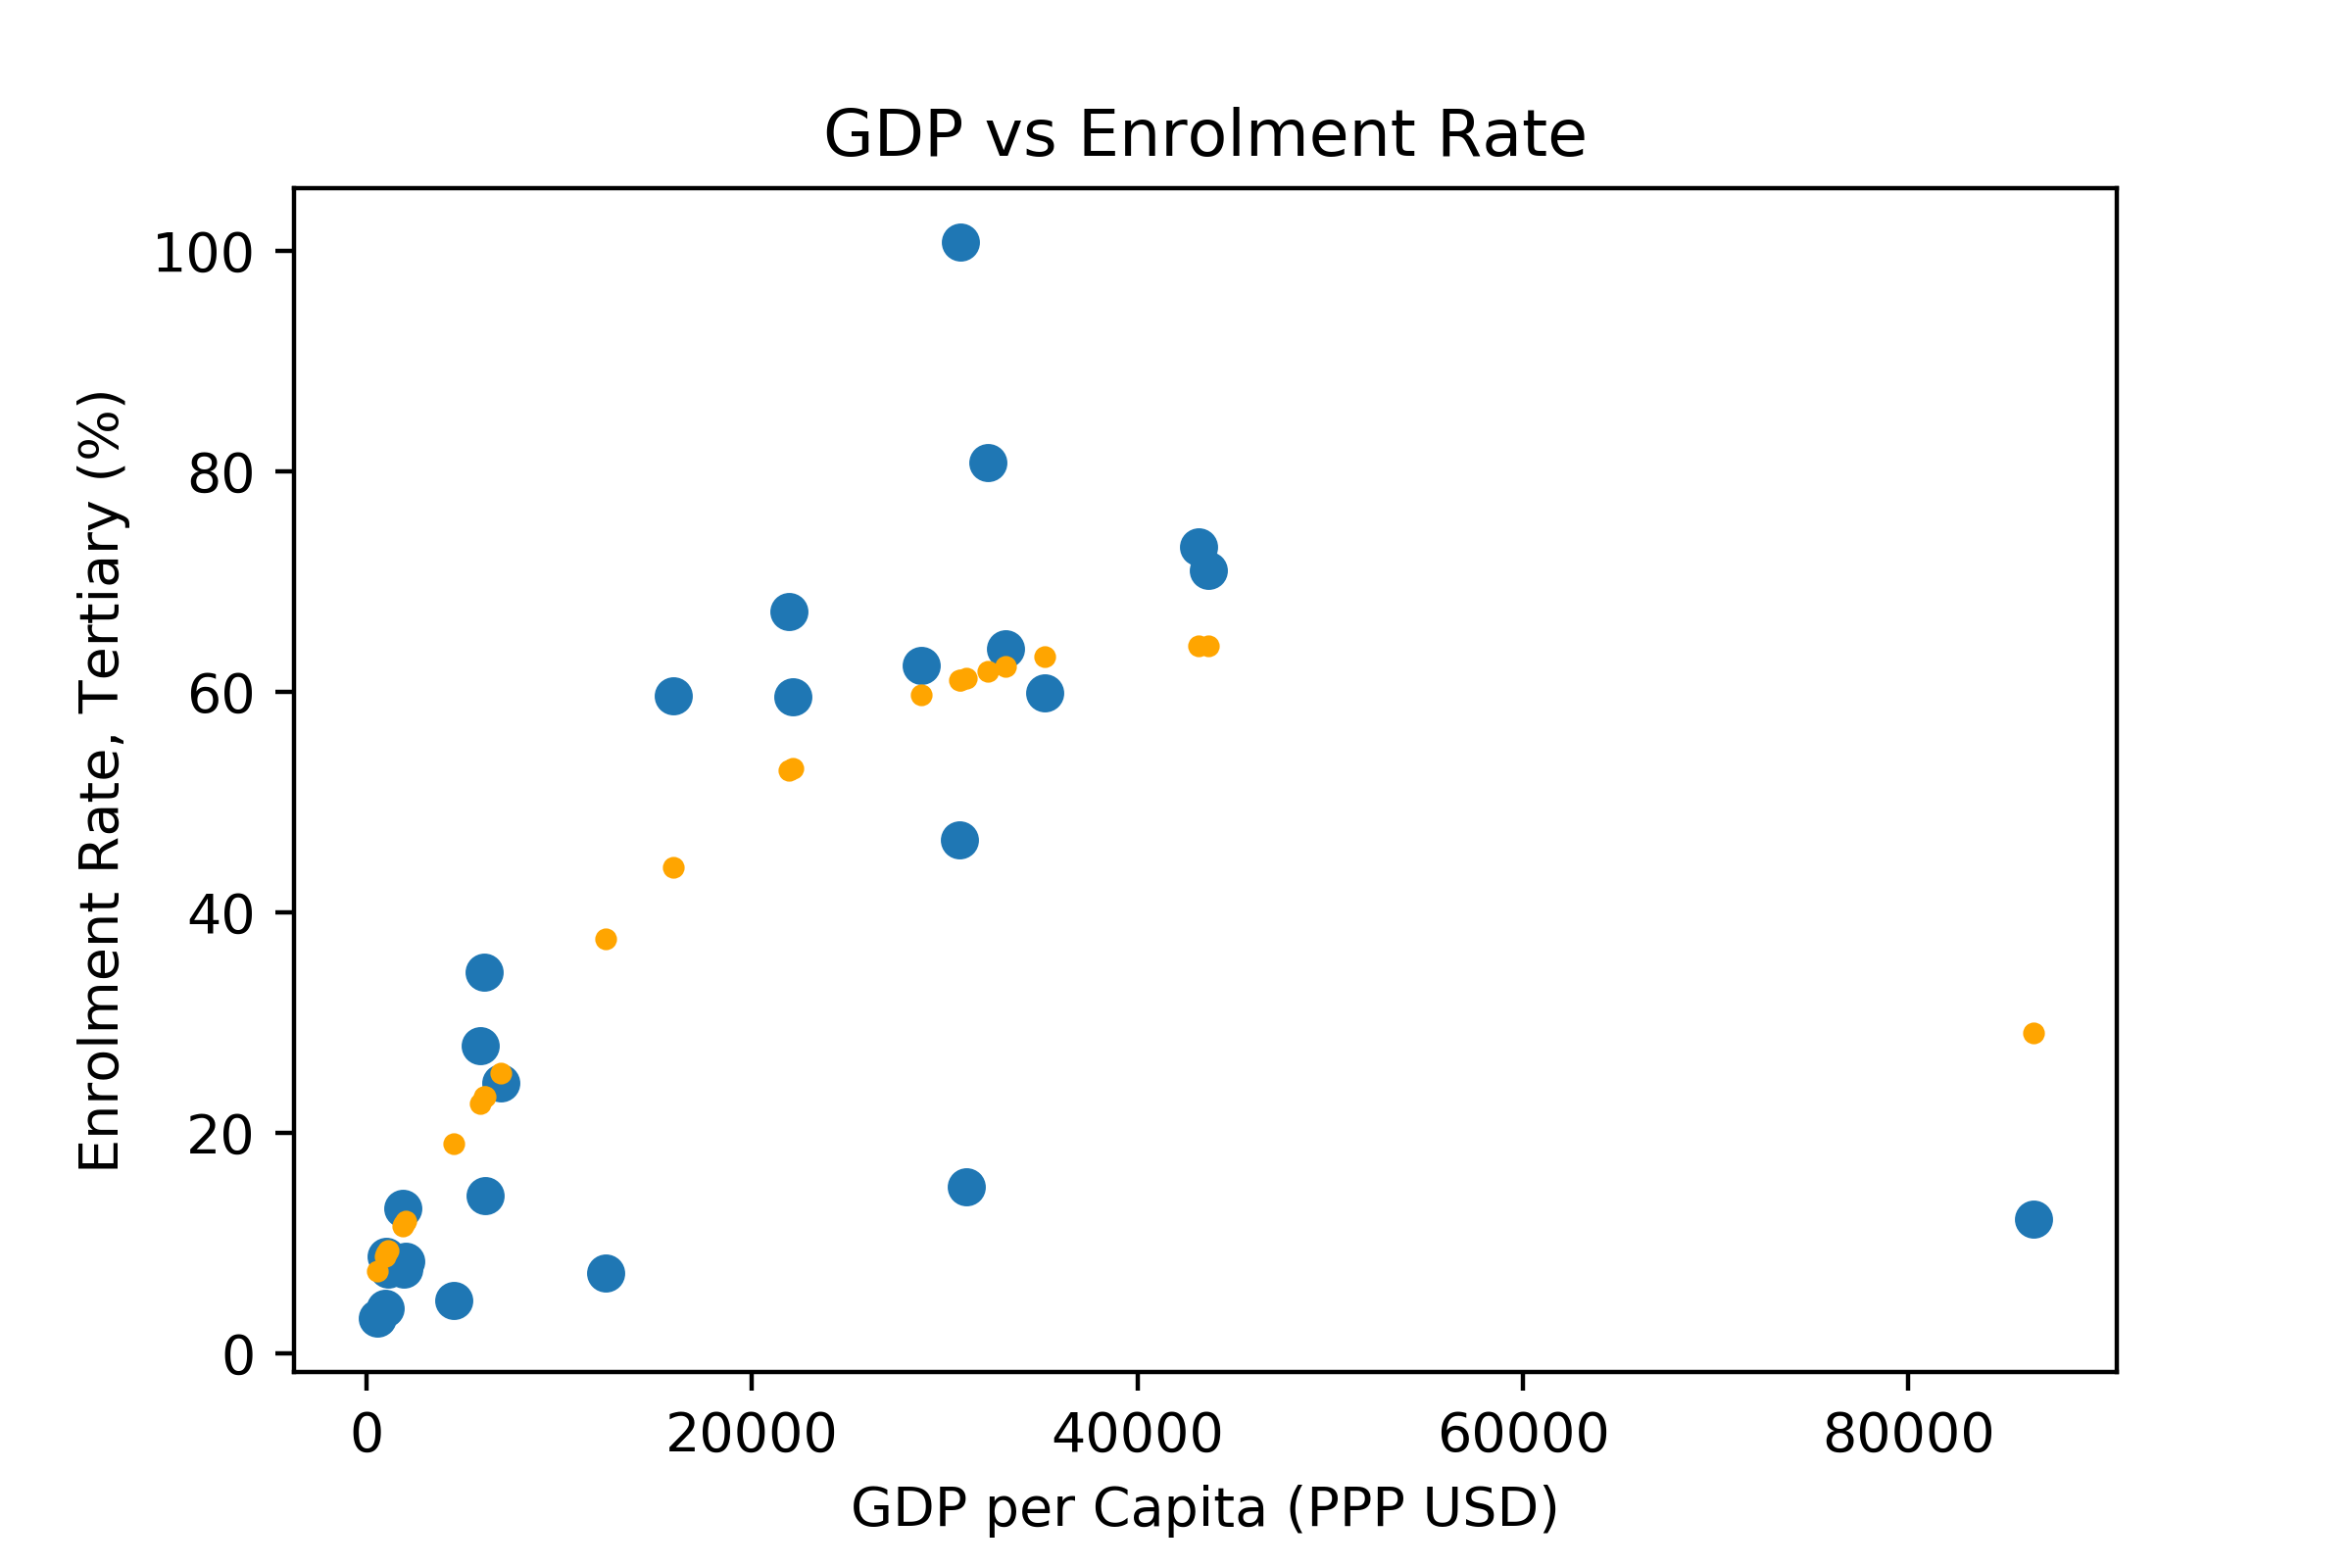 GDP vs Enrolment Rate
Enrolment Rate, Tertiary (%)
100
80
60
40
20
0
0 20000 40000 60000 80000
GDP per Capita (PPP USD)